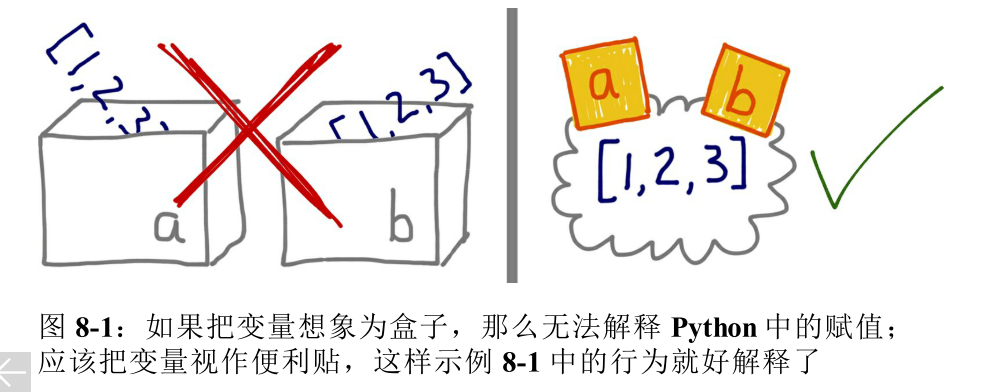 [1,2,3]
a
[1,2,3]
b
a
b
[1,2,3]
图 8-1：如果把变量想象为盒子，那么无法解释 Python 中的赋值；
应该把变量视作便利贴，这样示例 8-1 中的行为就好解释了